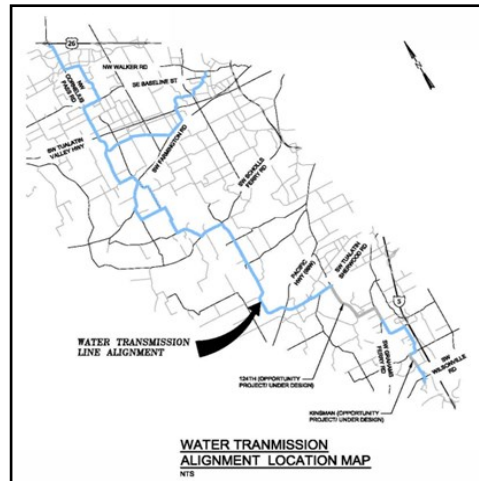 26
NW WALKER RD
NW
CORNELIUS
PASS RD
SE BASELINE ST
SW TUALATIN
VALLEY HWY
SW FARMINGTON RD
SW SCHOLLS
FERRY RD
PACIFIC
HWY (99W)
SW TUALATIN
SHERWOOD RD
5
WATER TRANSMISSION
LINE ALIGNMENT
124TH (OPPORTUNITY
PROJECT/ UNDER DESIGN)
SW GRAHAMS
FERRY RD
SW
WILSONVILLE
RD
KINSMAN (OPPORTUNITY
PROJECT/ UNDER DESIGN)
WATER TRANMISSION
ALIGNMENT LOCATION MAP
NTS